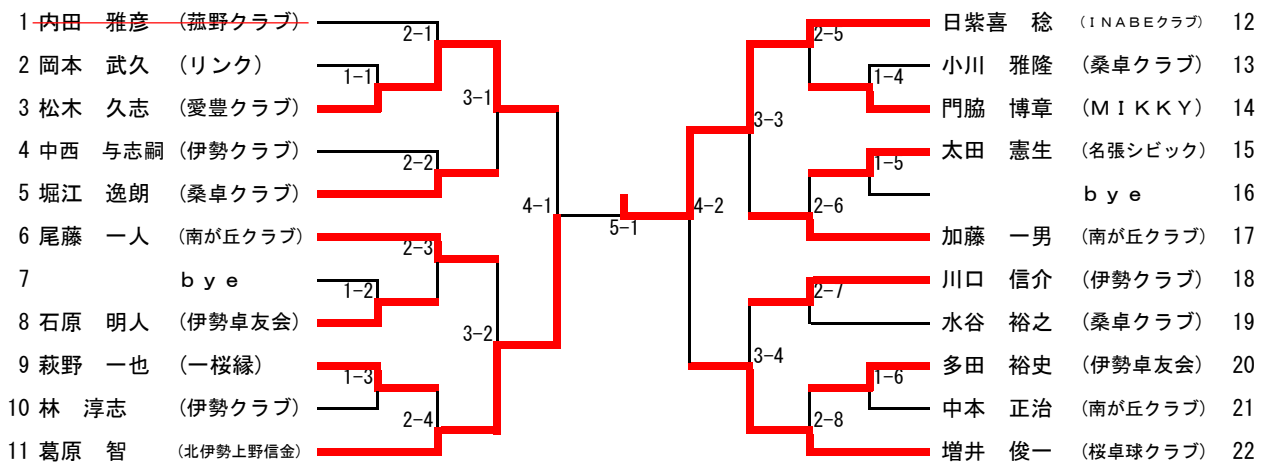 1 内田 雅彦 (菰野クラブ)
2 岡本 武久 (リンク)
3 松木 久志 (愛豊クラブ)
4 中西 与志嗣 (伊勢クラブ)
5 堀江 逸朗 (桑卓クラブ)
6 尾藤 一人 (南が丘クラブ)
7 bye
8 石原 明人 (伊勢卓友会)
9 萩野 一也 (一桜縁)
10 林 淳志 (伊勢クラブ)
11 葛原 智 (北伊勢上野信金)
2-1
1-1
3-1
2-2
4-1
2-3
1-2
3-2
1-3
2-4
5-1
2-5
1-4
3-3
1-5
4-2
2-6
2-7
3-4
1-6
2-8
日紫喜 稔 (INABEクラブ) 12
小川 雅隆 (桑卓クラブ) 13
門脇 博章 (MIKKY) 14
太田 憲生 (名張シビック) 15
bye 16
加藤 一男 (南が丘クラブ) 17
川口 信介 (伊勢クラブ) 18
水谷 裕之 (桑卓クラブ) 19
多田 裕史 (伊勢卓友会) 20
中本 正治 (南が丘クラブ) 21
増井 俊一 (桜卓球クラブ) 22